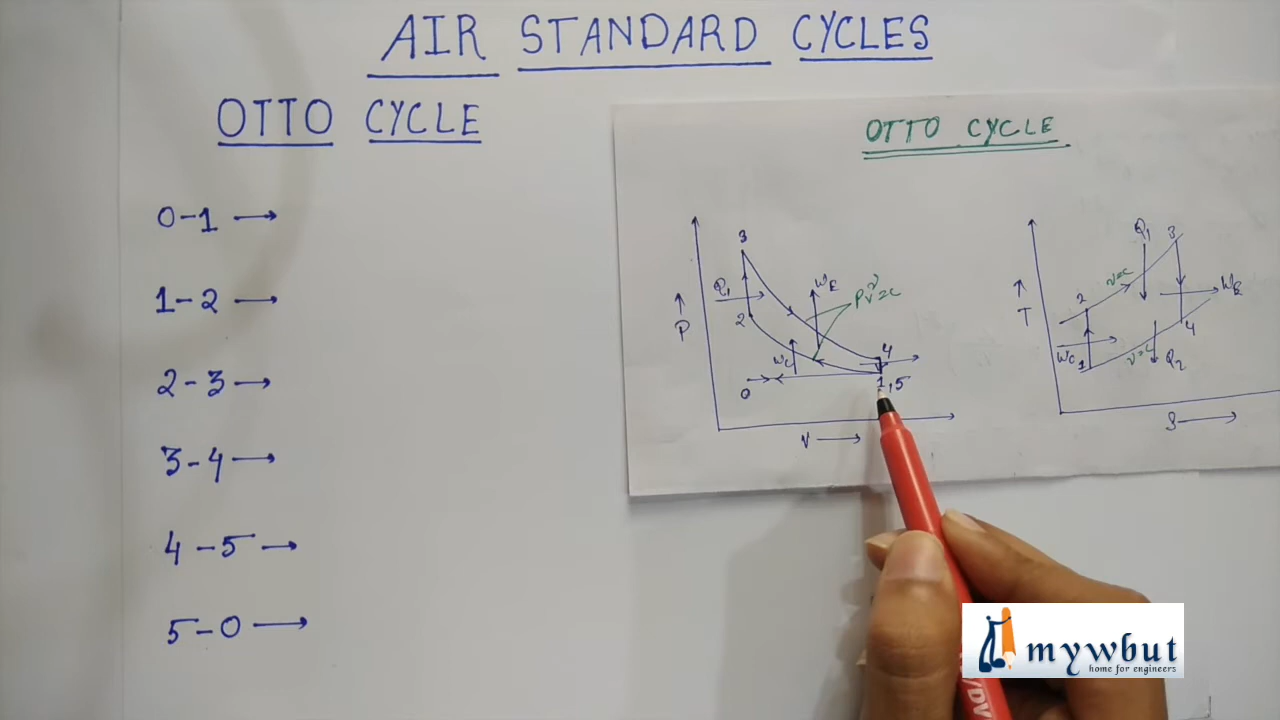 AIR STANDARD CYCLES
OTTO CYCLE
0-1 →
1-2 →
2-3 →
3-4 →
4-5 →
5-0 →
OTTO CYCLE
3
Q1
WE
PVγ=C
2
P
WC
4
0
1,5
V →
Q1
3
V=C
2
WE
T
4
WC
1
V=C
Q2
S →
mywbut
home for engineers